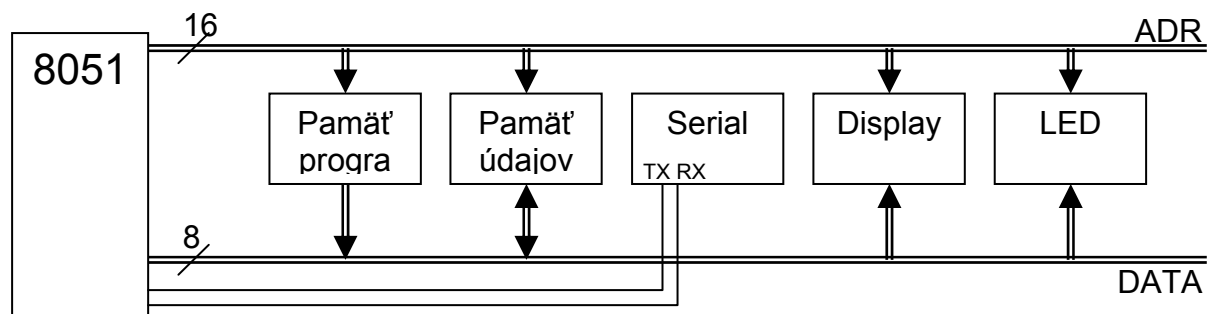 16
ADR
8051
Pamäť
progra
Pamäť
údajov
Serial
TX RX
Display
LED
8
DATA